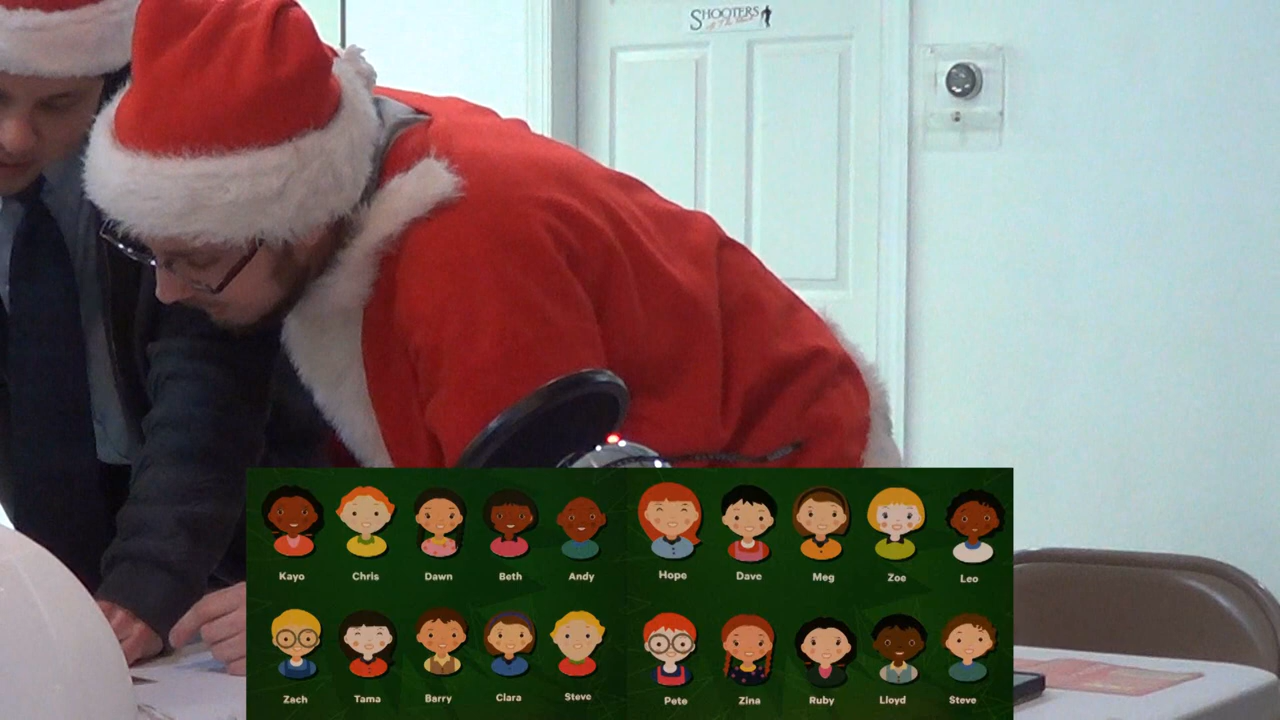 SHOOTERS
Kayo Chris Dawn Beth Andy Hope Dave Meg Zoe Leo
Zach Tama Barry Clara Steve Pete Zina Ruby Lloyd Steve